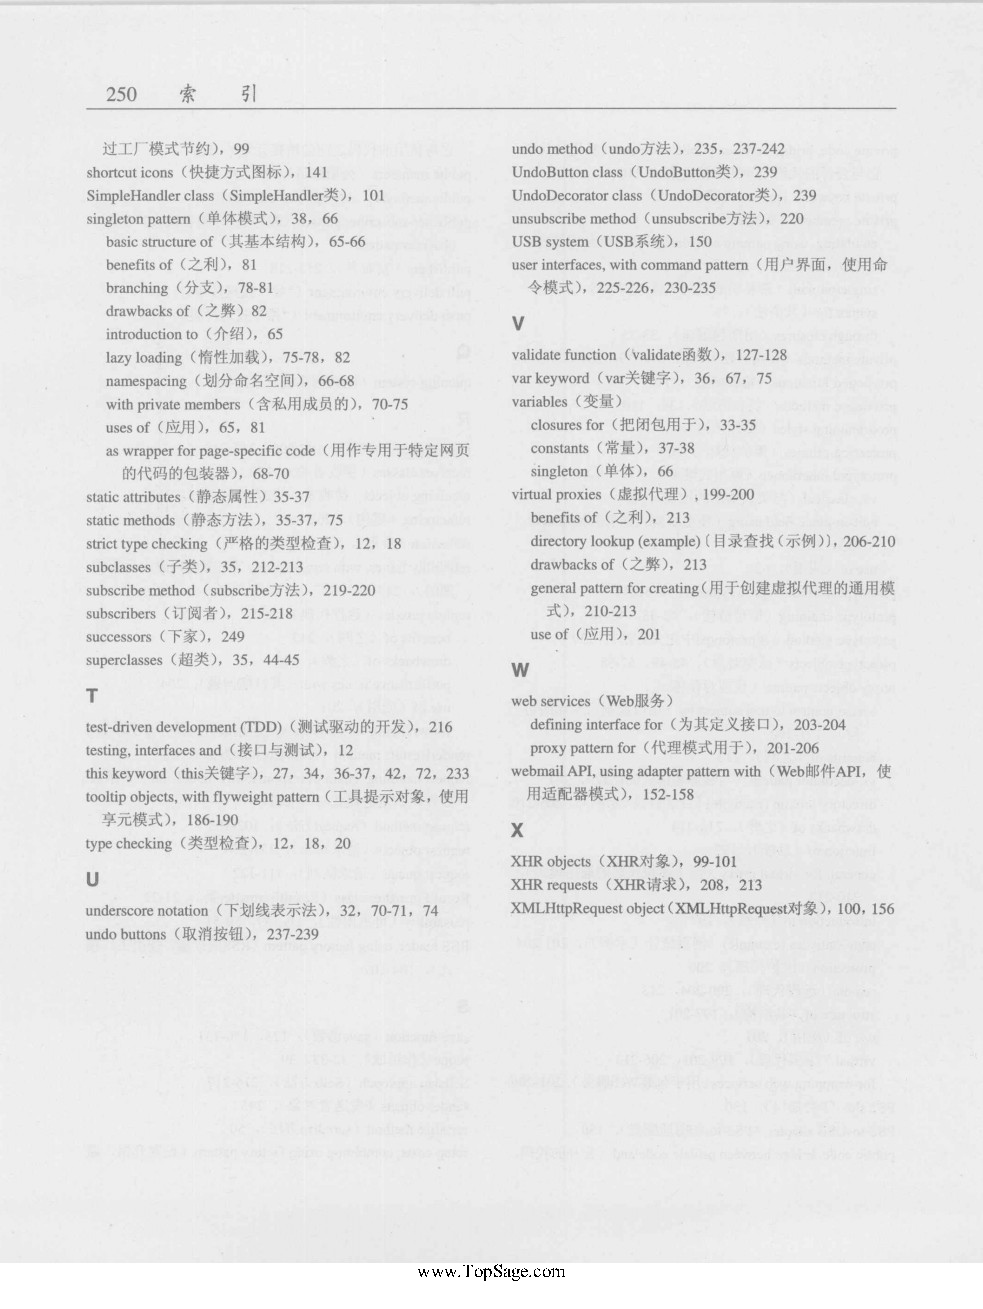 250 索 引
过工厂模式节约)，99
shortcut icons（快捷方式图标)，141
SimpleHandler class（SimpleHandler类)，101
singleton pattern（单体模式)，38，66
basic structure of（其基本结构)，65-66
benefits of（之利)，81
branching（分支)，78-81
drawbacks of（之弊）82
introduction to（介绍)，65
lazy loading（惰性加载)，75-78，82
namespacing（划分命名空间)，66-68
with private members（含私用成员的)，70-75
uses of（应用)，65，81
as wrapper for page-specific code（用作专用于特定网页
的代码的包装器)，68-70
static attributes（静态属性）35-37
static methods（静态方法)，35-37，75
strict type checking（严格的类型检查)，12，18
subclasses（子类)，35，212-213
subscribe method（subscribe方法)，219-220
subscribers（订阅者)，215-218
successors（下家)，249
superclasses（超类)，35，44-45
T
test-driven development (TDD)（测试驱动的开发)，216
testing, interfaces and（接口与测试)，12
this keyword（this关键字)，27，34，36-37，42，72，233
tooltip objects, with flyweight pattern（工具提示对象，使用
享元模式)，186-190
type checking（类型检查)，12，18，20
U
underscore notation（下划线表示法)，32，70-71，74
undo buttons（取消按钮)，237-239
undo method（undo方法)，235，237-242
UndoButton class（UndoButton类)，239
UndoDecorator class（UndoDecorator类)，239
unsubscribe method（unsubscribe方法)，220
USB system（USB系统)，150
user interfaces, with command pattern（用户界面，使用命
令模式)，225-226，230-235
V
validate function（validate函数)，127-128
var keyword（var关键字)，36，67，75
variables（变量）
closures for（把闭包用于)，33-35
constants（常量)，37-38
singleton（单体)，66
virtual proxies（虚拟代理）, 199-200
benefits of（之利)，213
directory lookup (example)〔目录查找（示例)〕，206-210
drawbacks of（之弊)，213
general pattern for creating（用于创建虚拟代理的通用模
式)，210-213
use of（应用)，201
W
web services（Web服务）
defining interface for（为其定义接口)，203-204
proxy pattern for（代理模式用于)，201-206
webmail API, using adapter pattern with（Web邮件API，使
用适配器模式)，152-158
X
XHR objects（XHR对象)，99-101
XHR requests（XHR请求)，208，213
XMLHttpRequest object（XMLHttpRequest对象)，100，156
www.TopSage.com